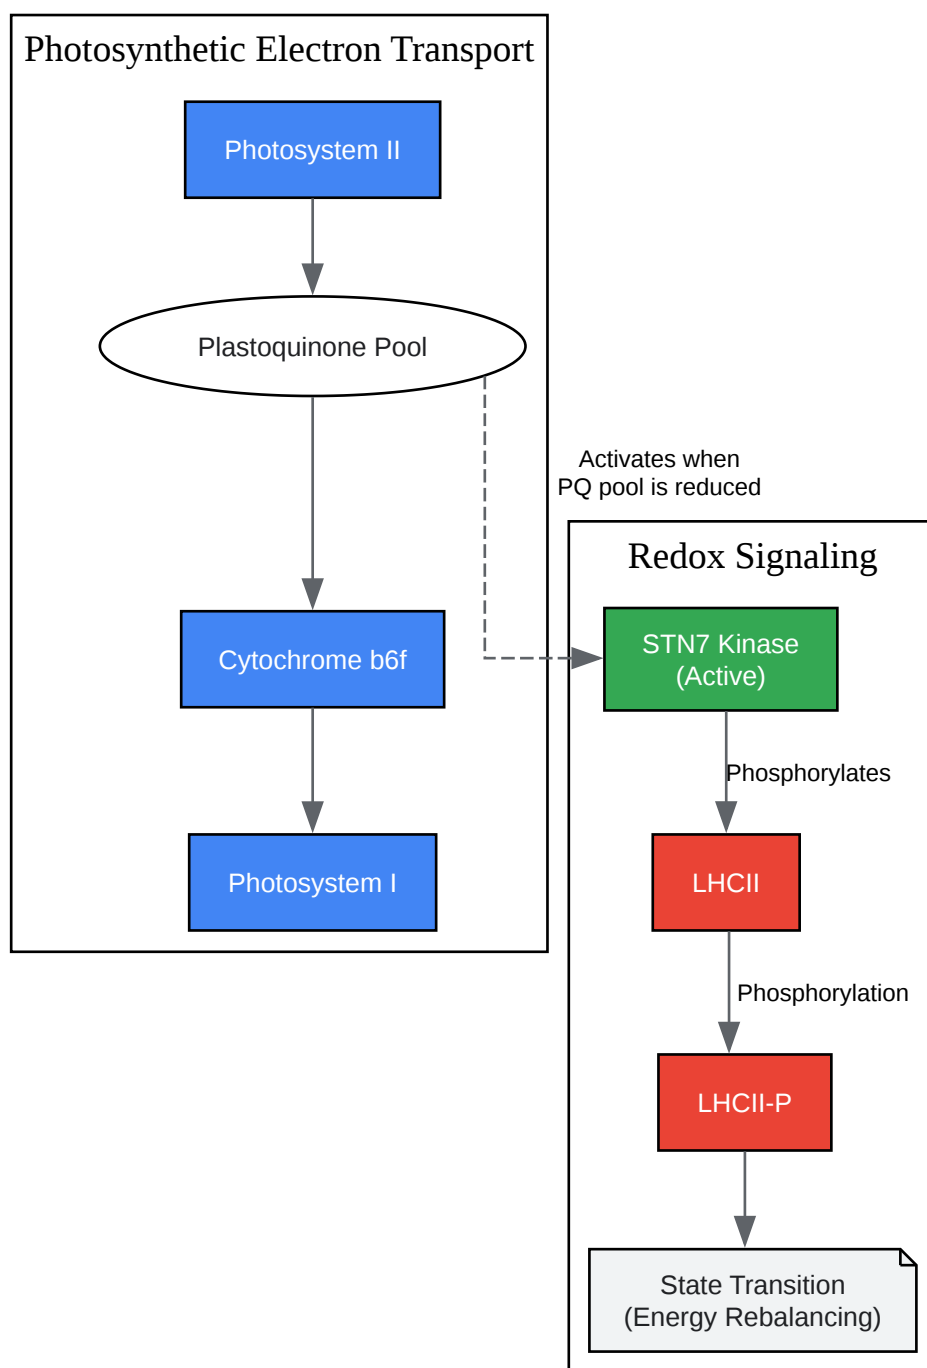 Photosynthetic Electron Transport
Photosystem II
Plastoquinone Pool
Activates when
PQ pool is reduced
Redox Signaling
Cytochrome b6f
STN7 Kinase
(Active)
Phosphorylates
Photosystem I
LHCII
Phosphorylation
LHCII-P
State Transition
(Energy Rebalancing)